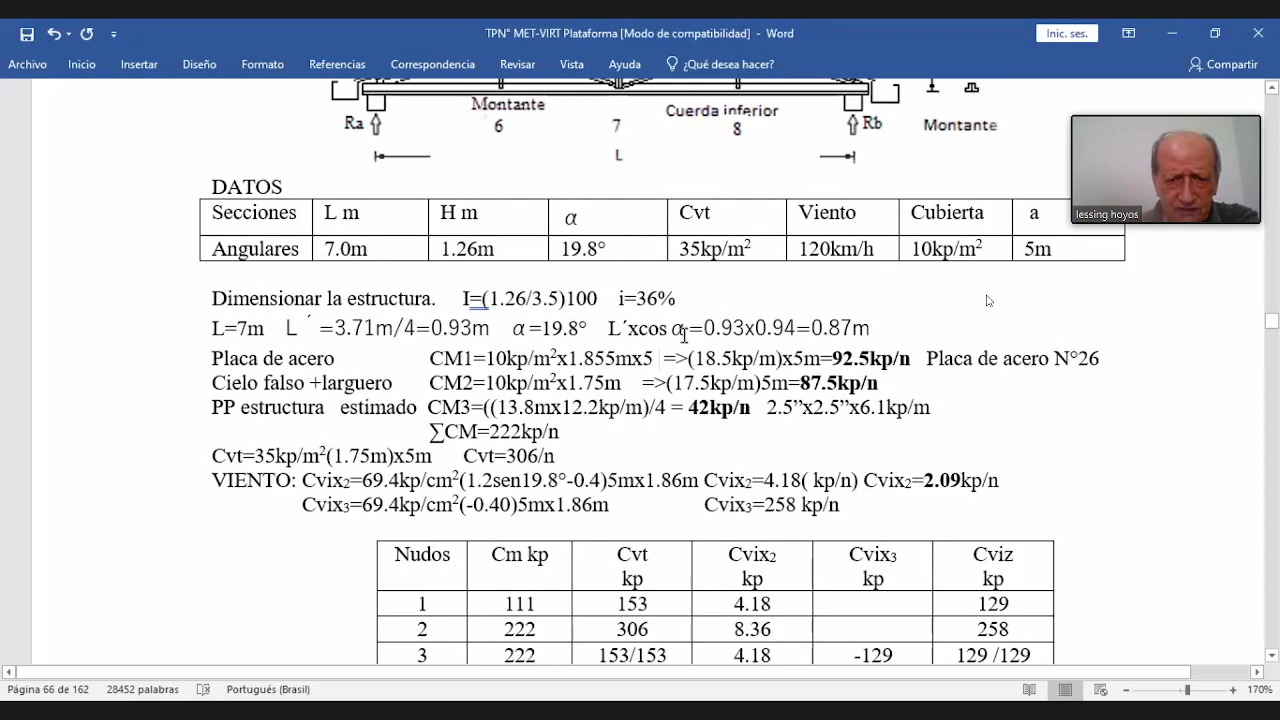 TPN° MET-VIRT Plataforma [Modo de compatibilidad] - Word
Inic. ses.
Archivo Inicio Insertar Diseño Formato Referencias Correspondencia Revisar Vista Ayuda ¿Qué desea hacer? Compartir
Montante Cuerda inferior
Ra 6 7 8 Rb Montante
L
lessing hoyos
DATOS
Secciones L m H m α Cvt Viento Cubierta a
Angulares 7.0m 1.26m 19.8° 35kp/m² 120km/h 10kp/m² 5m
Dimensionar la estructura. I=(1.26/3.5)100 i=36%
L=7m L´=3.71m/4=0.93m α=19.8° L´xcos α=0.93x0.94=0.87m
Placa de acero CM1=10kp/m²x1.855mx5 =>(18.5kp/m)x5m=92.5kp/n Placa de acero N°26
Cielo falso +larguero CM2=10kp/m²x1.75m =>(17.5kp/m)5m=87.5kp/n
PP estructura estimado CM3=((13.8mx12.2kp/m)/4 = 42kp/n 2.5”x2.5”x6.1kp/m
∑CM=222kp/n
Cvt=35kp/m²(1.75m)x5m Cvt=306/n
VIENTO: Cvix₂=69.4kp/cm²(1.2sen19.8°-0.4)5mx1.86m Cvix₂=4.18( kp/n) Cvix₂=2.09kp/n
Cvix₃=69.4kp/cm²(-0.40)5mx1.86m Cvix₃=258 kp/n
Nudos Cm kp Cvt Cvix₂ Cvix₃ Cviz
kp kp kp kp
1 111 153 4.18 129
2 222 306 8.36 258
3 222 153/153 4.18 -129 129 /129
Página 66 de 162 28452 palabras Portugués (Brasil) 170%